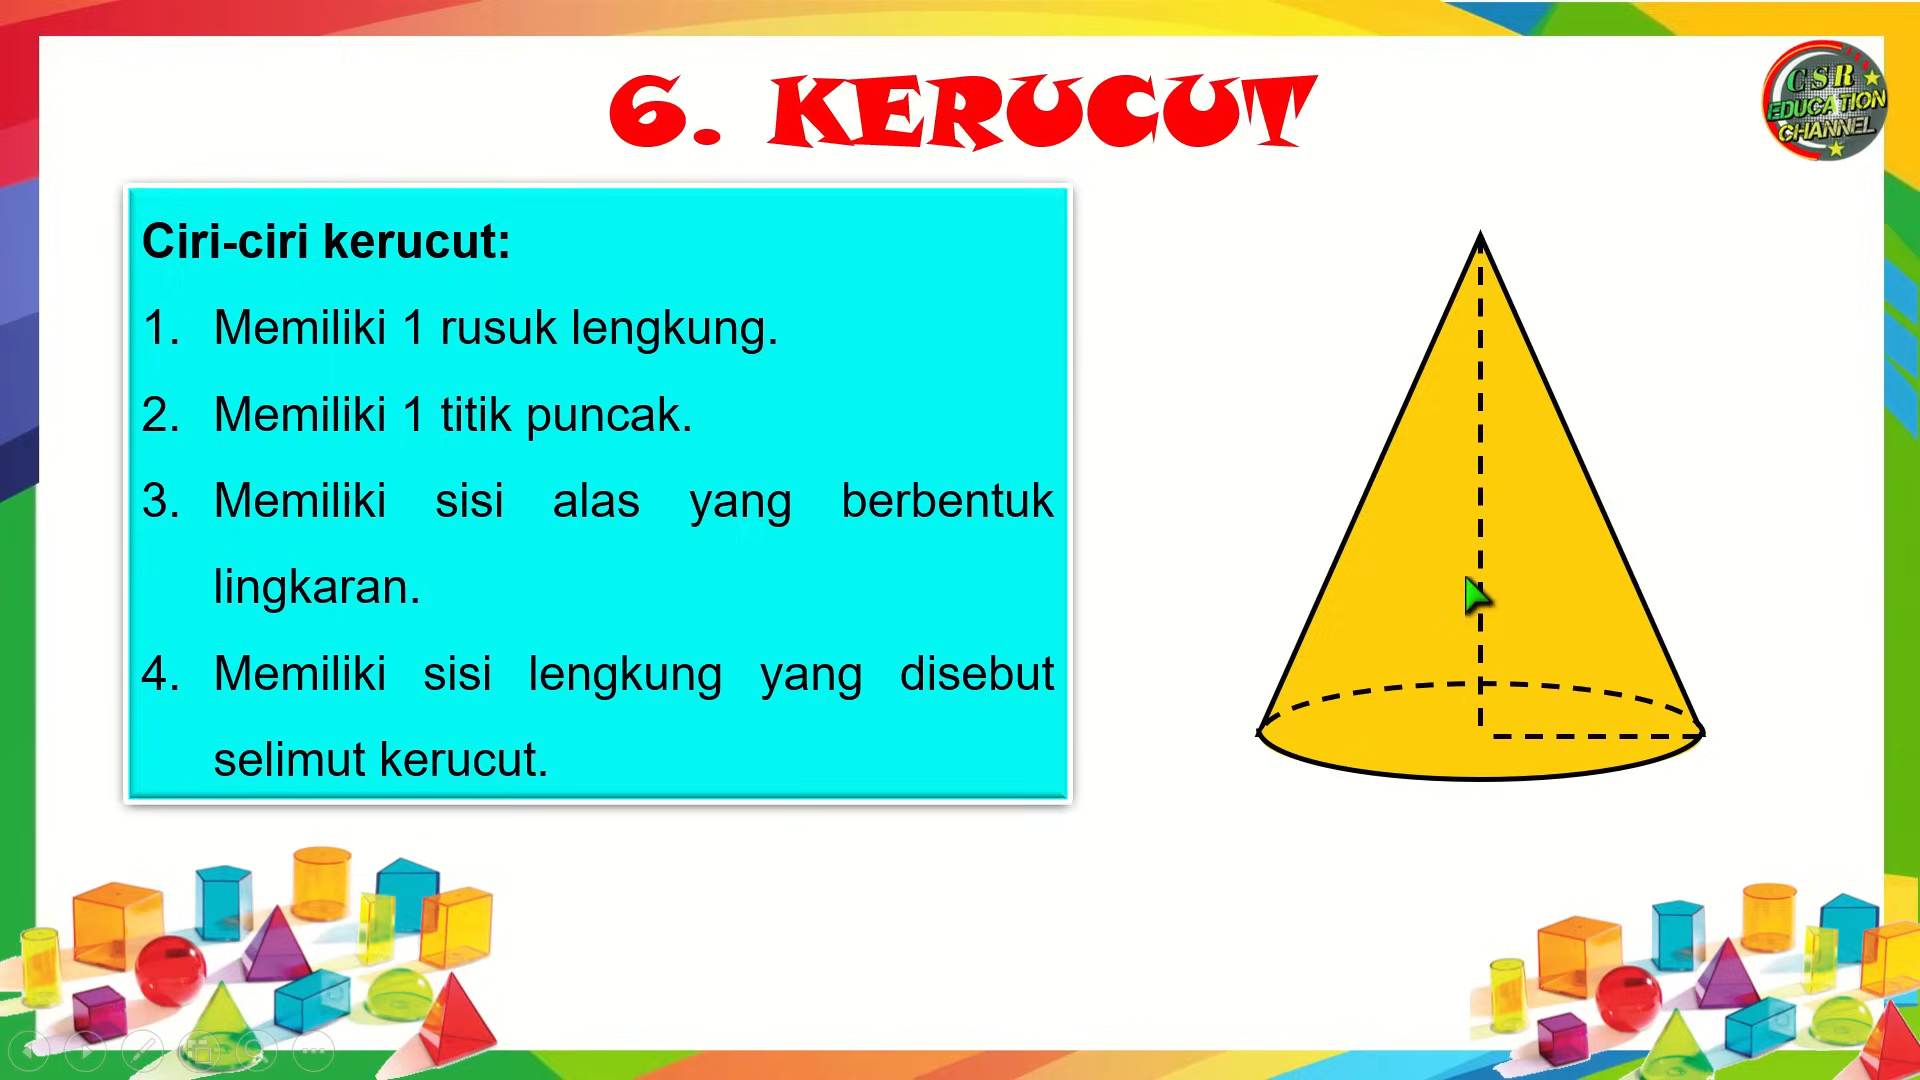 6. KERUCUT
CSR
EDUCATION
CHANNEL
Ciri-ciri kerucut:
1. Memiliki 1 rusuk lengkung.
2. Memiliki 1 titik puncak.
3. Memiliki sisi alas yang berbentuk
lingkaran.
4. Memiliki sisi lengkung yang disebut
selimut kerucut.